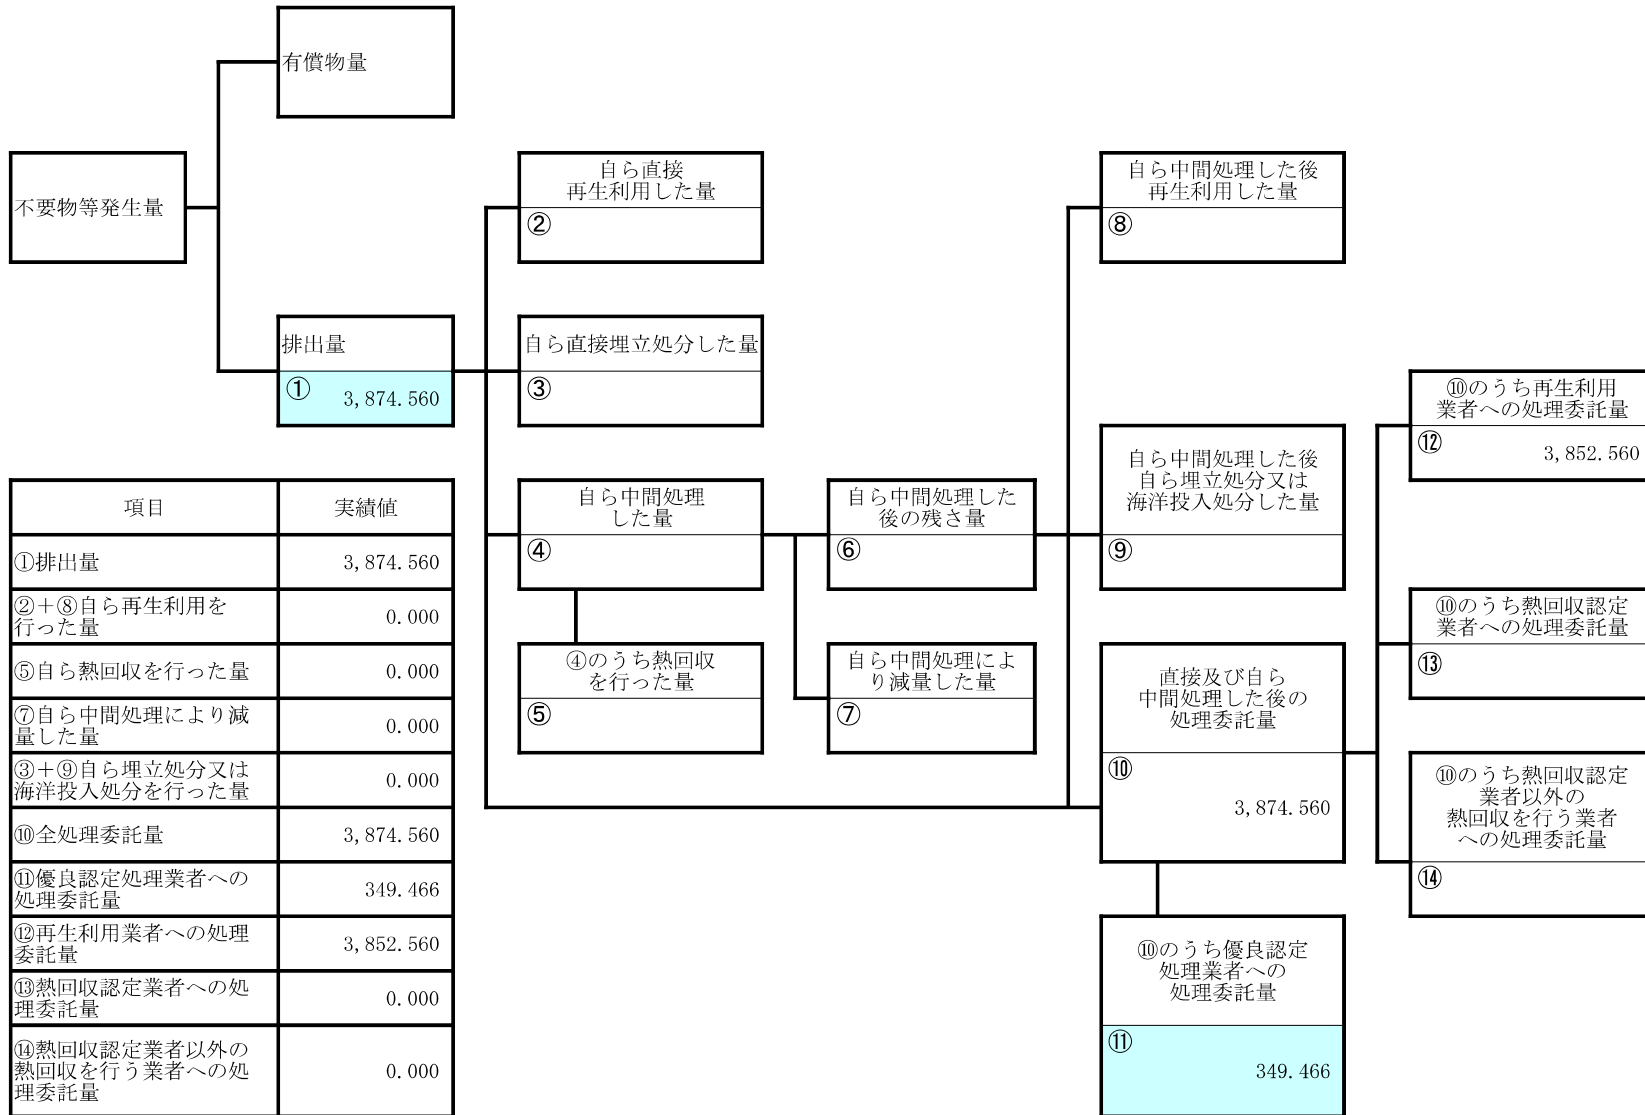 有償物量
不要物等発生量
排出量
①
3,874.560
自ら直接
再生利用した量
②
自ら直接埋立処分した量
③
自ら中間処理
した量
④
④のうち熱回収
を行った量
⑤
自ら中間処理した
後の残さ量
⑥
自ら中間処理によ
り減量した量
⑦
自ら中間処理した後
再生利用した量
⑧
自ら中間処理した後
自ら埋立処分又は
海洋投入処分した量
⑨
直接及び自ら
中間処理した後の
処理委託量
⑩
3,874.560
⑩のうち優良認定
処理業者への
処理委託量
⑪
349.466
⑩のうち再生利用
業者への処理委託量
⑫
3,852.560
⑩のうち熱回収認定
業者への処理委託量
⑬
⑩のうち熱回収認定
業者以外の
熱回収を行う業者
への処理委託量
⑭
項目 実績値
①排出量 3,874.560
②＋⑧自ら再生利用を
行った量 0.000
⑤自ら熱回収を行った量 0.000
⑦自ら中間処理により減
量した量 0.000
③＋⑨自ら埋立処分又は
海洋投入処分を行った量 0.000
⑩全処理委託量 3,874.560
⑪優良認定処理業者への
処理委託量 349.466
⑫再生利用業者への処理
委託量 3,852.560
⑬熱回収認定業者への処
理委託量 0.000
⑭熱回収認定業者以外の
熱回収を行う業者への処
理委託量 0.000